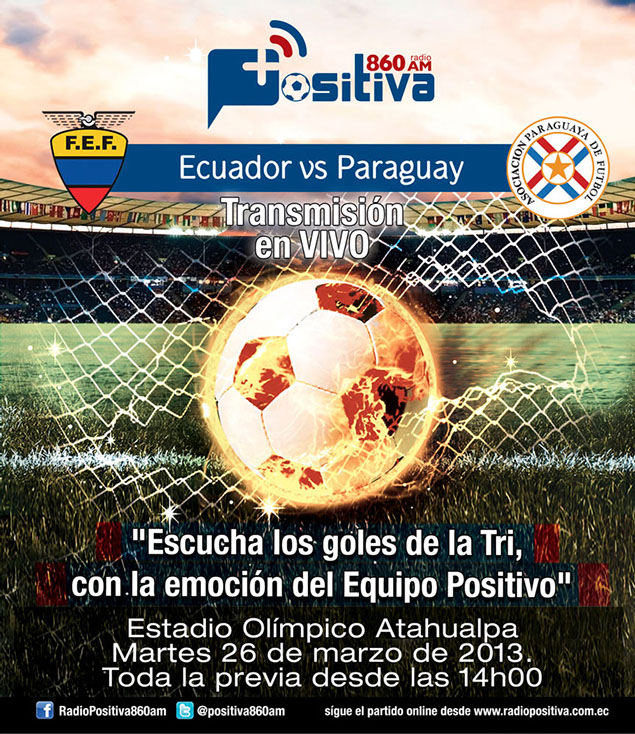 860 AM radio
Positiva
F.E.F.
ASOCIACION PARAGUAYA DE FUTBOL
Ecuador vs Paraguay
Transmisión
en VIVO
"Escucha los goles de la Tri,
con la emoción del Equipo Positivo"
Estadio Olímpico Atahualpa
Martes 26 de marzo de 2013.
Toda la previa desde las 14h00
RadioPositiva860am @positiva860am sígue el partido online desde www.radiopositiva.com.ec